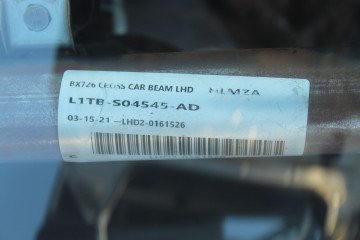 BX726 CROSS CAR BEAM LHD HLMZA
L1TB-S04545-AD
03-15-21 -LHD2-0161526